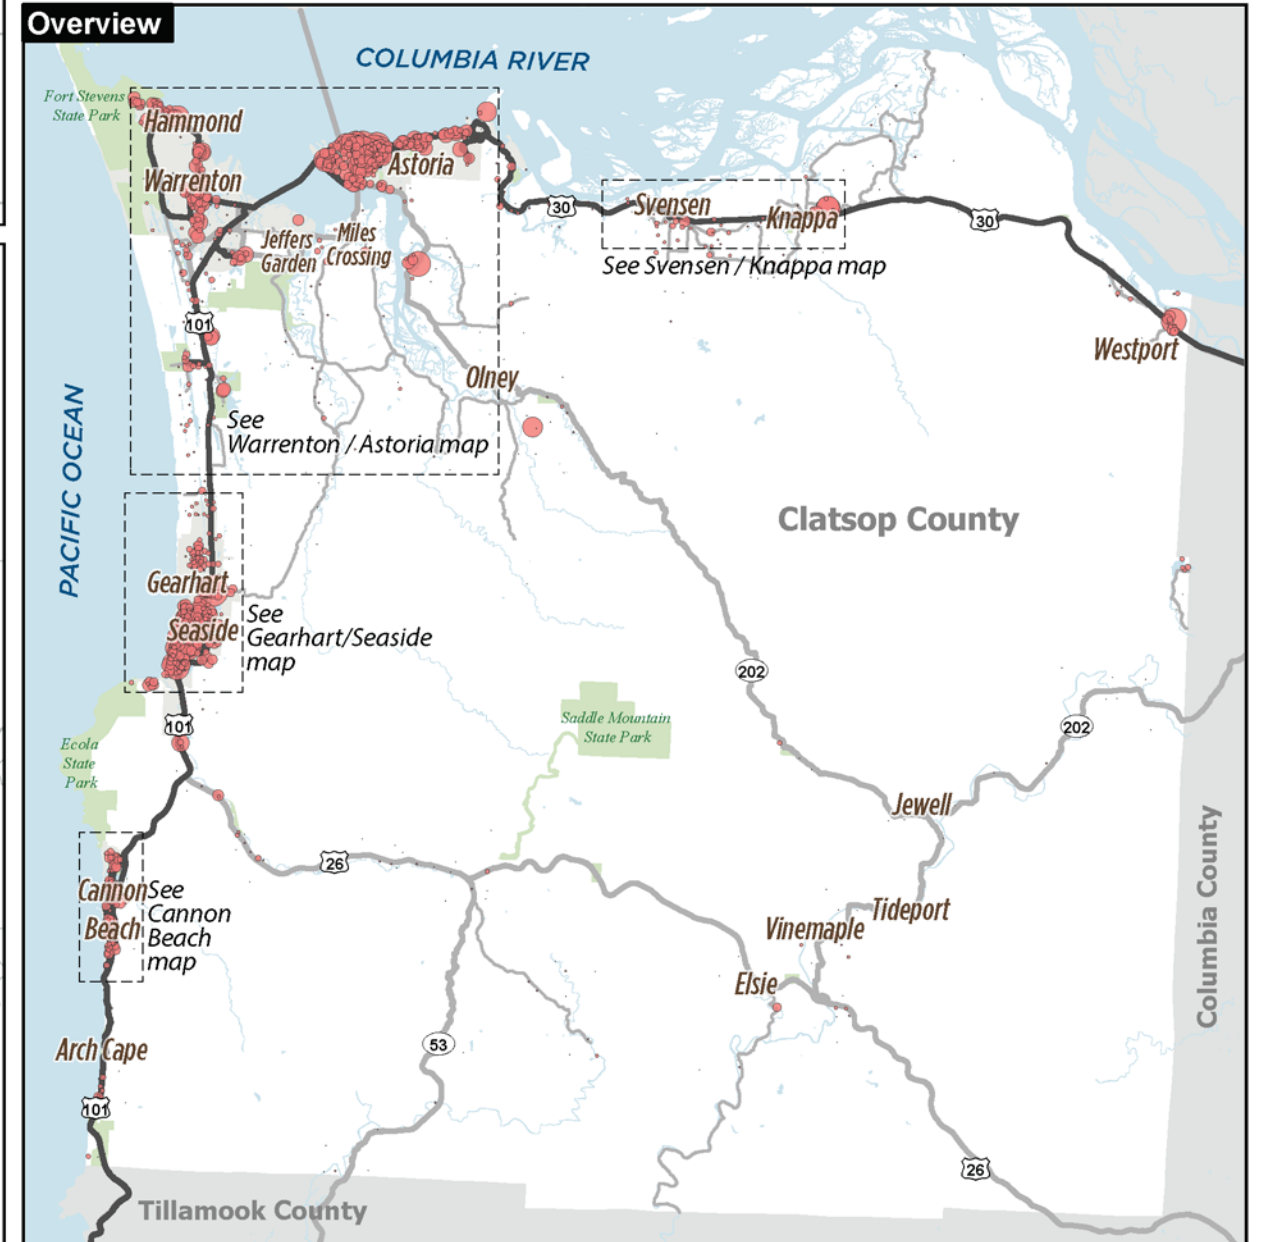 Overview
COLUMBIA RIVER
Fort Stevens
State Park
Hammond
Warrenton
Astoria
Jeffers
Garden
Miles
Crossing
30
Svensen
Knappa
30
See Svensen / Knappa map
101
Westport
Olney
See
Warrenton / Astoria map
PACIFIC OCEAN
Clatsop County
Gearhart
Seaside
See
Gearhart/Seaside
map
202
101
Saddle Mountain
State Park
202
Ecola
State
Park
Jewell
26
Cannon
Beach
See
Cannon
Beach
map
Tideport
Vinemaple
Elsie
Columbia County
53
Arch Cape
101
26
Tillamook County